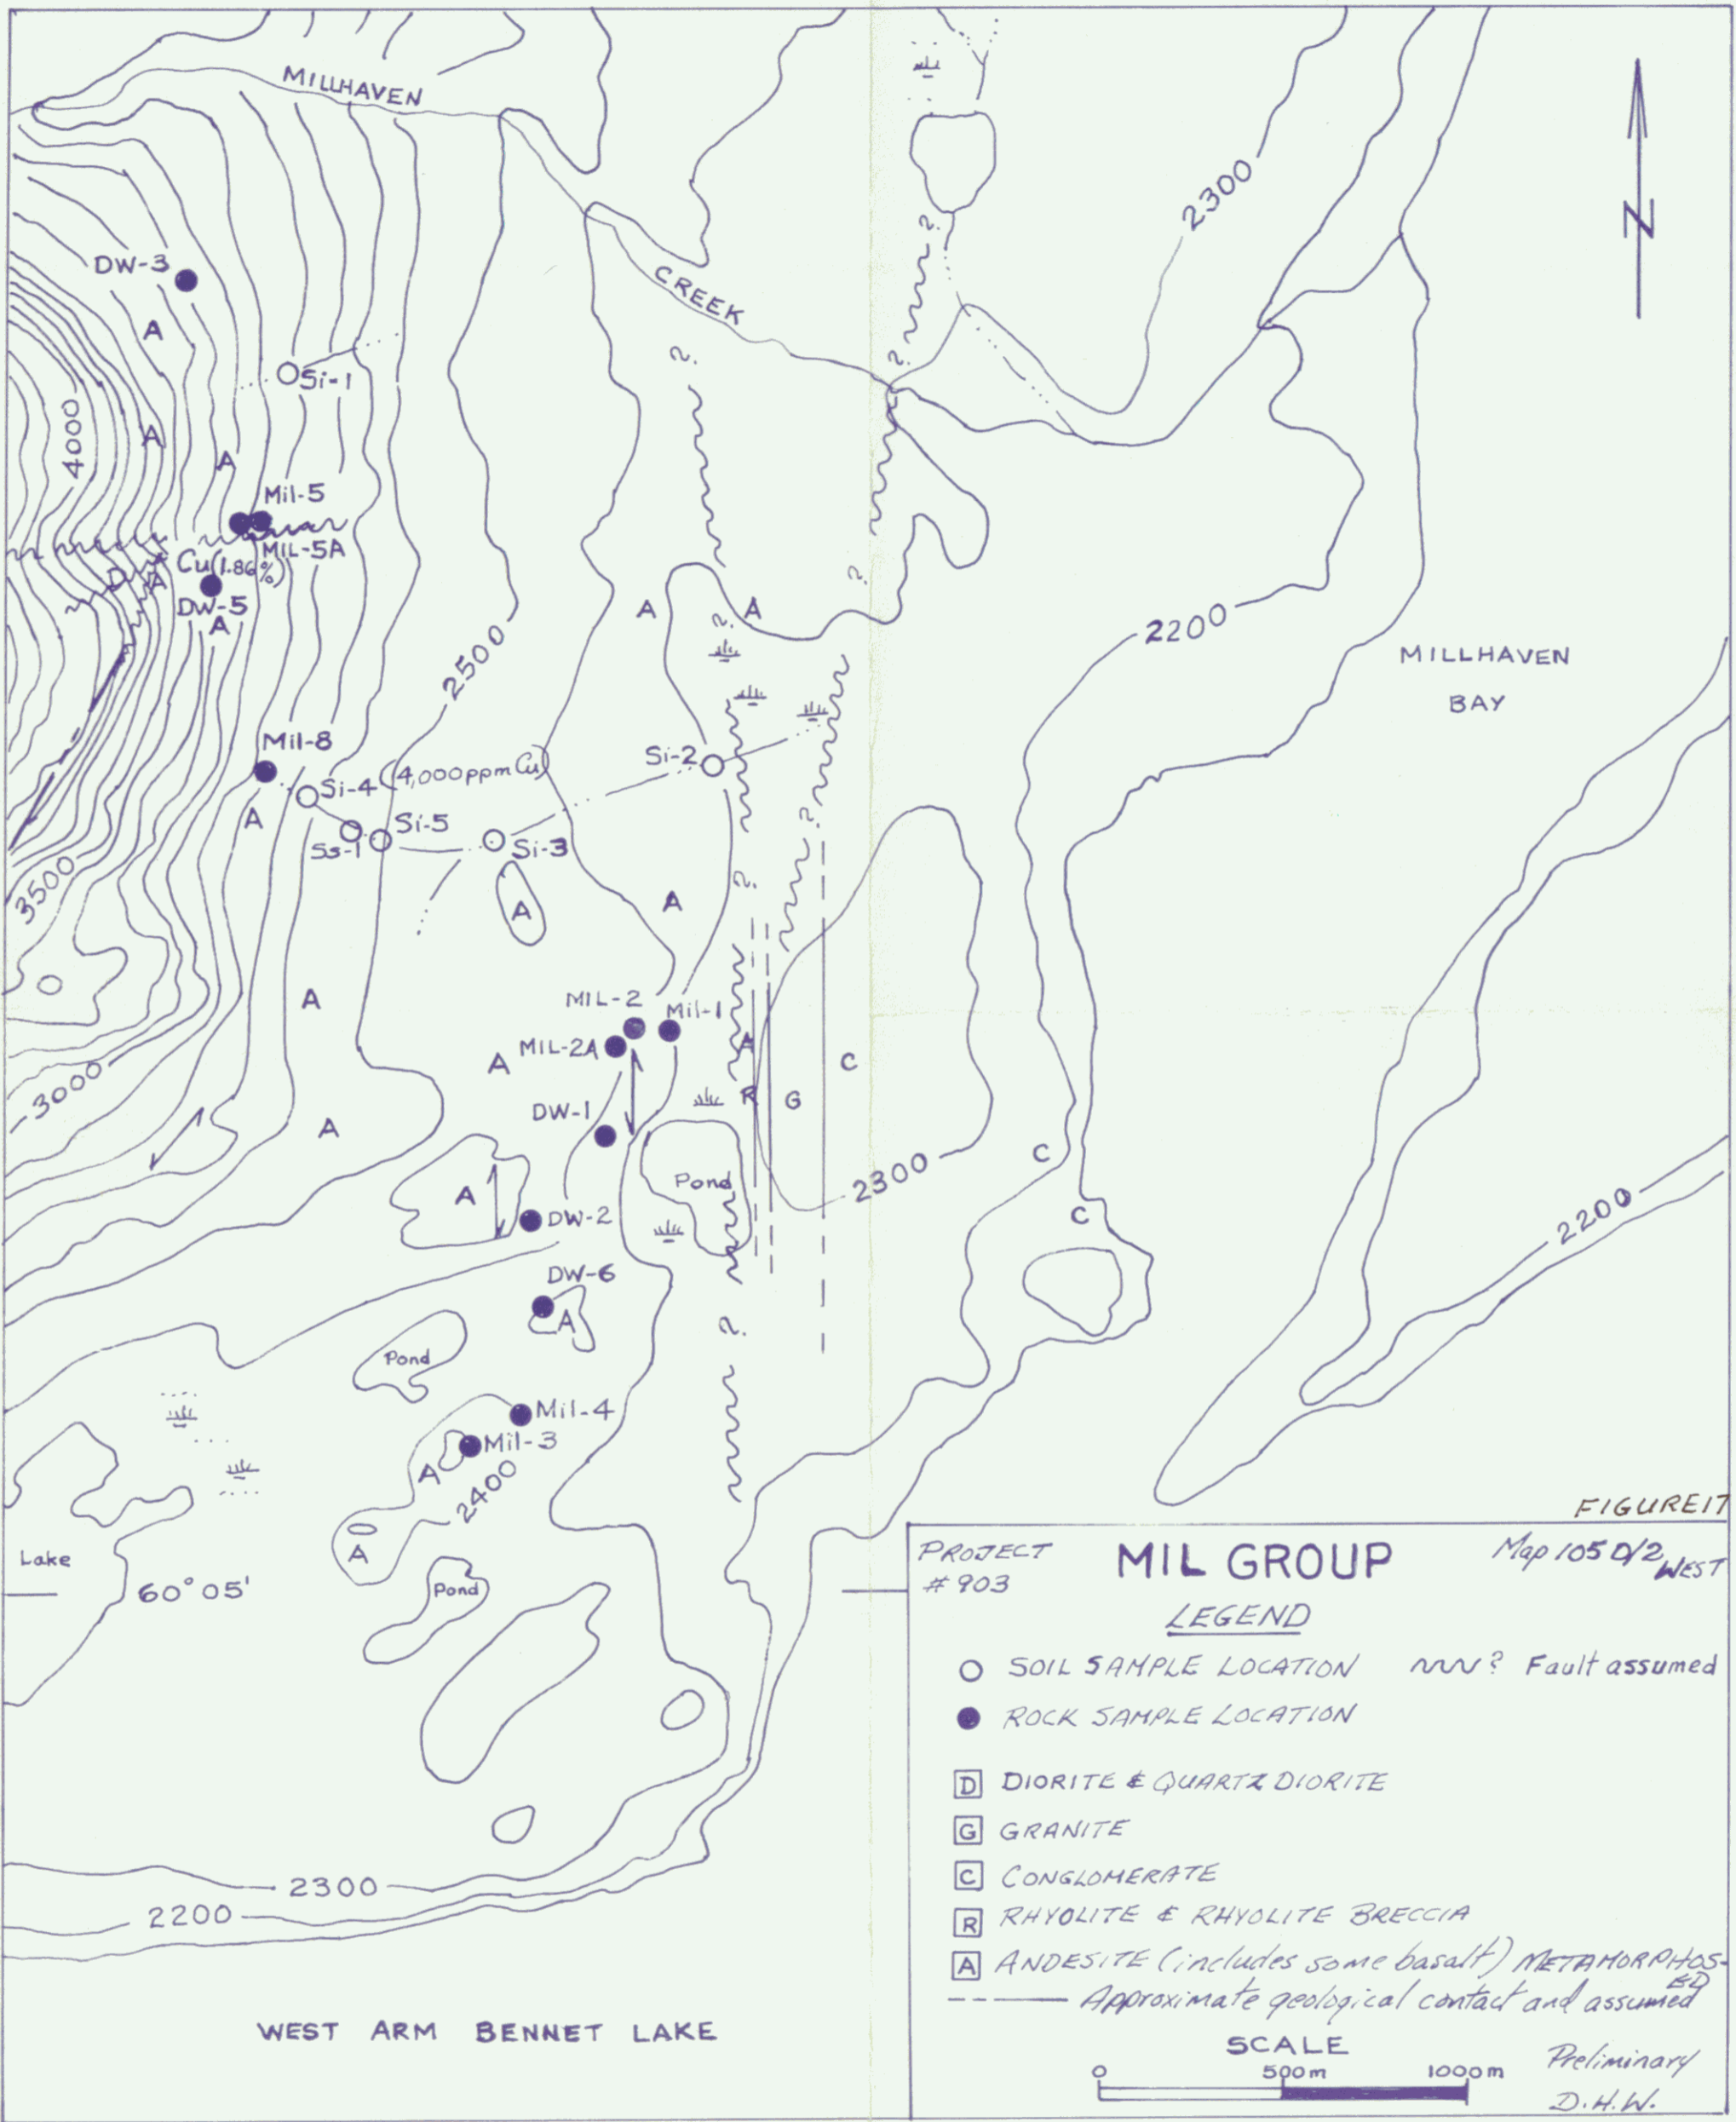 MILLHAVEN
CREEK
2300
N
DW-3
A
Si-1
4000
A
A
Mil-5
MIL-5A
Cu(1.86%)
D
A
DW-5
A
A
A
2500
2200
MILLHAVEN
BAY
Mil-8
Si-4 (4,000ppm Cu)
Si-2
A
Si-5
Ss-1
Si-3
3500
A
A
A
MIL-2
Mil-1
MIL-2A
A
A
C
3000
R
G
DW-1
A
C
Pond
2300
A
DW-2
C
2200
DW-6
A
Pond
Mil-4
Mil-3
A
2400
A
Lake
60° 05'
Pond
2300
2200
WEST ARM BENNET LAKE
FIGURE 17
PROJECT
# 903
MIL GROUP
Map 105 D/2
WEST
LEGEND
SOIL SAMPLE LOCATION
~~~? Fault assumed
ROCK SAMPLE LOCATION
D DIORITE & QUARTZ DIORITE
G GRANITE
C CONGLOMERATE
R RHYOLITE & RHYOLITE BRECCIA
A ANDESITE (includes some basalt) METAMORPHOS-
ED
Approximate geological contact and assumed
SCALE
0 500m 1000m
Preliminary
D.H.W.